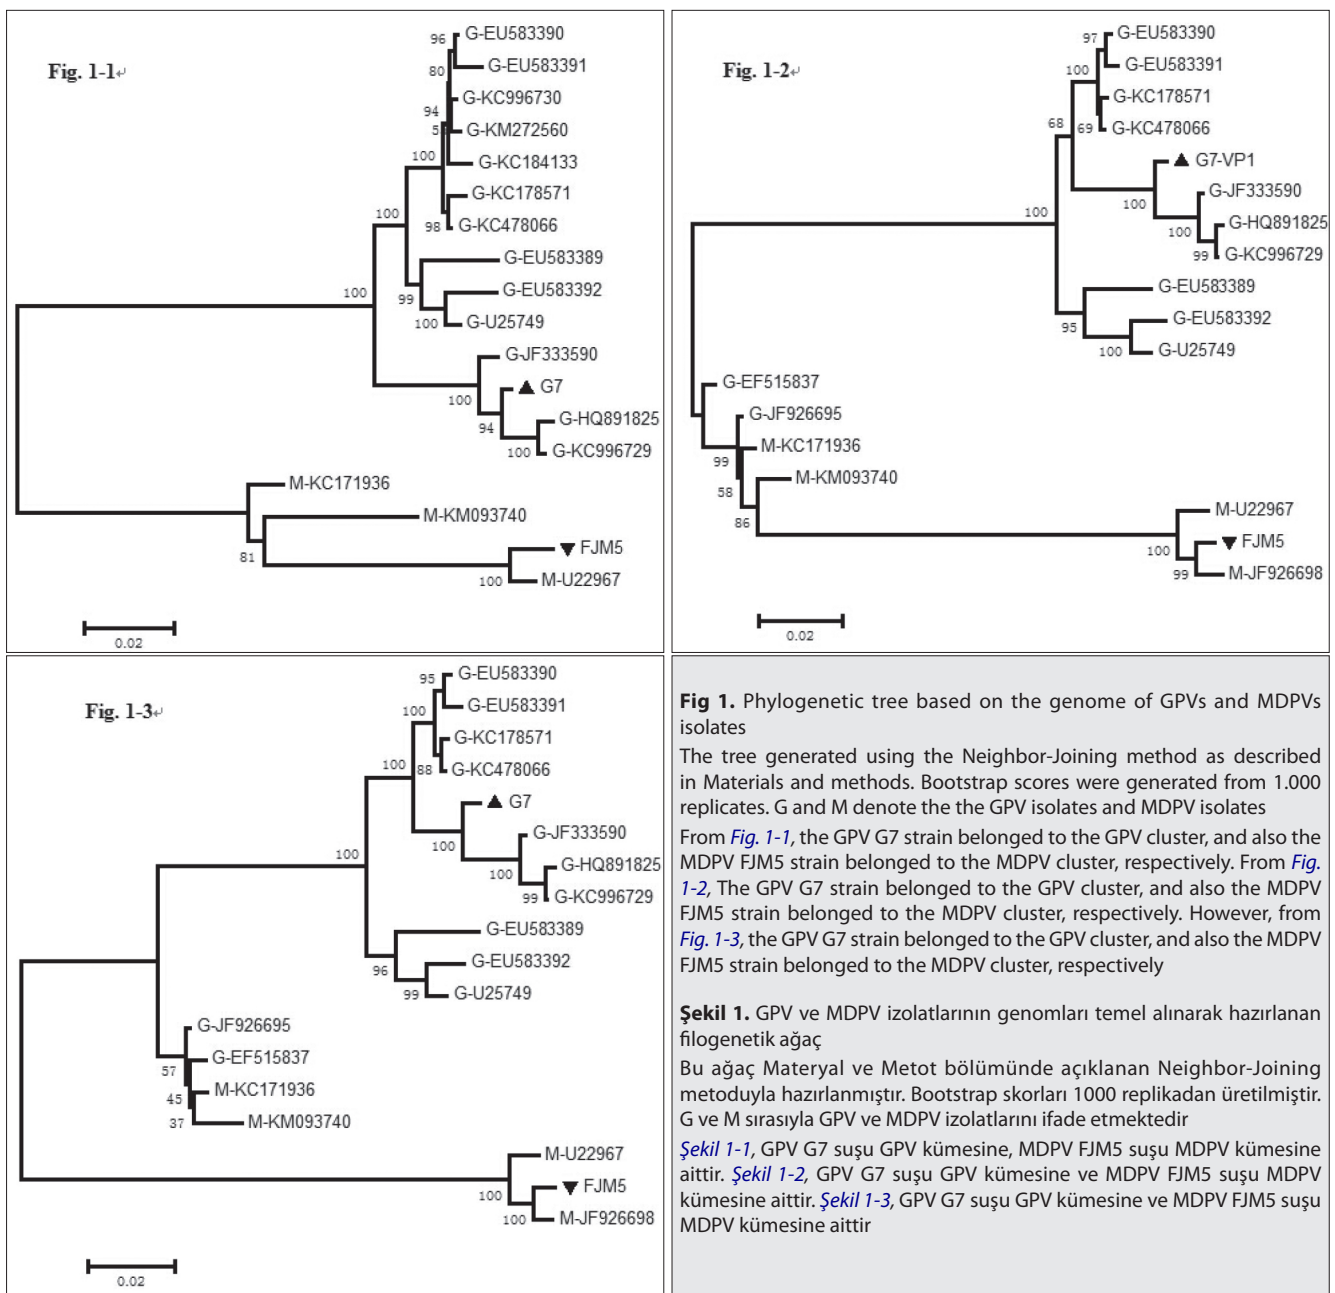 Fig. 1-1↵
96
G-EU583390
80
G-EU583391
G-KC996730
94
5
G-KM272560
100
G-KC184133
G-KC178571
98
G-KC478066
100
G-EU583389
99
G-EU583392
100
G-U25749
100
G-JF333590
G7
100
94
G-HQ891825
100
G-KC996729
M-KC171936
M-KM093740
81
FJM5
100
M-U22967
0.02
Fig. 1-2↵
97
G-EU583390
G-EU583391
100
G-KC178571
68
69
G-KC478066
G7-VP1
100
G-JF333590
100
G-HQ891825
99
G-KC996729
100
G-EU583389
95
G-EU583392
100
G-U25749
G-EF515837
G-JF926695
M-KC171936
99
M-KM093740
58
86
M-U22967
100
FJM5
99
M-JF926698
0.02
Fig. 1-3↵
95
G-EU583390
G-EU583391
100
G-KC178571
100
88
G-KC478066
G7
100
G-JF333590
100
G-HQ891825
99
G-KC996729
100
G-EU583389
96
G-EU583392
99
G-U25749
G-JF926695
G-EF515837
57
M-KC171936
45
37
M-KM093740
M-U22967
100
FJM5
100
M-JF926698
0.02
Fig 1. Phylogenetic tree based on the genome of GPVs and MDPVs
isolates
The tree generated using the Neighbor-Joining method as described
in Materials and methods. Bootstrap scores were generated from 1.000
replicates. G and M denote the the GPV isolates and MDPV isolates
From Fig. 1-1, the GPV G7 strain belonged to the GPV cluster, and also the
MDPV FJM5 strain belonged to the MDPV cluster, respectively. From Fig.
1-2, The GPV G7 strain belonged to the GPV cluster, and also the MDPV
FJM5 strain belonged to the MDPV cluster, respectively. However, from
Fig. 1-3, the GPV G7 strain belonged to the GPV cluster, and also the MDPV
FJM5 strain belonged to the MDPV cluster, respectively
Şekil 1. GPV ve MDPV izolatlarının genomları temel alınarak hazırlanan
filogenetik ağaç
Bu ağaç Materyal ve Metot bölümünde açıklanan Neighbor-Joining
metoduyla hazırlanmıştır. Bootstrap skorları 1000 replikadan üretilmiştir.
G ve M sırasıyla GPV ve MDPV izolatlarını ifade etmektedir
Şekil 1-1, GPV G7 suşu GPV kümesine, MDPV FJM5 suşu MDPV kümesine
aittir. Şekil 1-2, GPV G7 suşu GPV kümesine ve MDPV FJM5 suşu MDPV
kümesine aittir. Şekil 1-3, GPV G7 suşu GPV kümesine ve MDPV FJM5 suşu
MDPV kümesine aittir